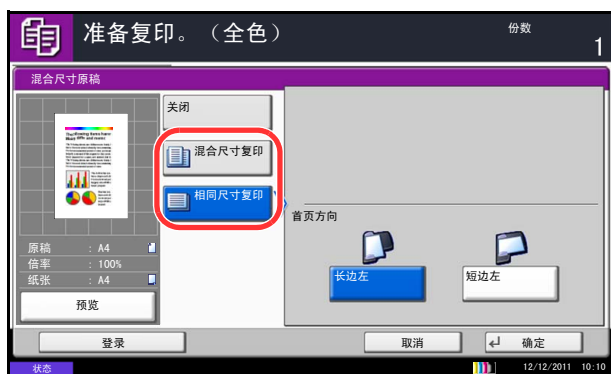 准备复印。（全色）
份数
1
混合尺寸原稿
关闭
混合尺寸复印
相同尺寸复印
首页方向
长边左
短边左
原稿 : A4
倍率 : 100%
纸张 : A4
预览
登录
取消
确定
状态
12/12/2011 10:10